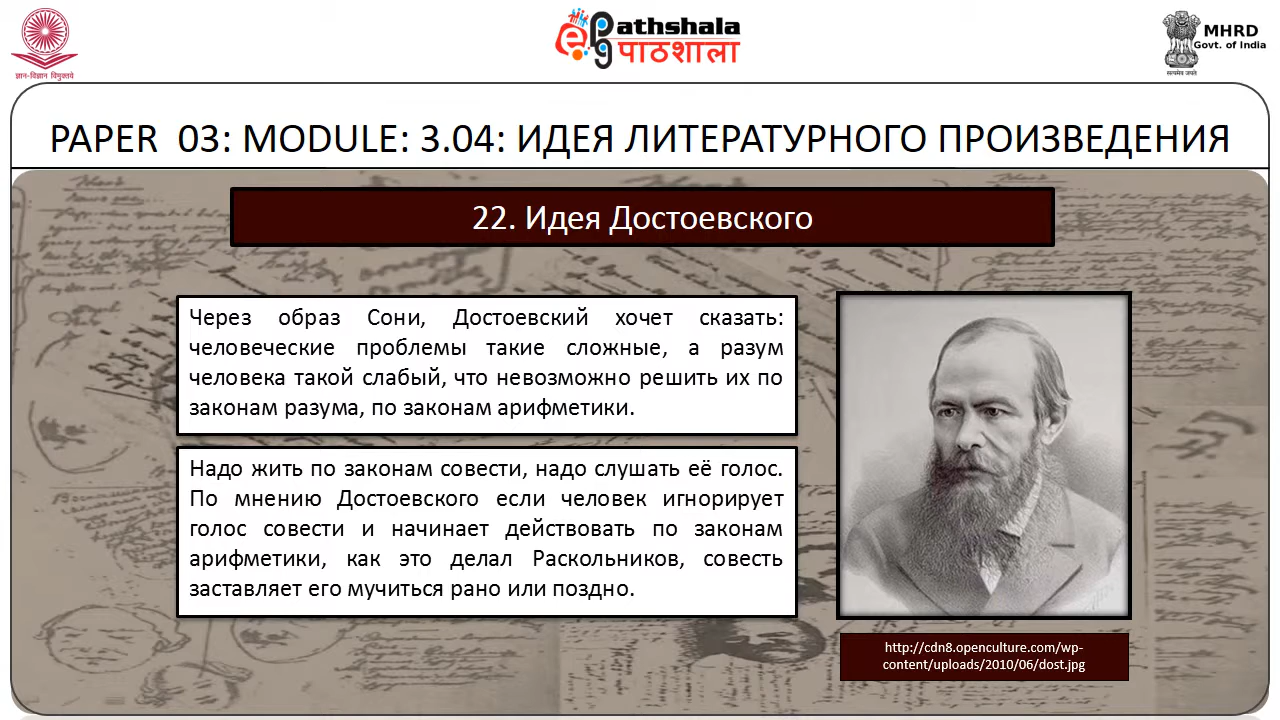 ज्ञान-विज्ञान विमुक्तये
ePathshala
पाठशाला
MHRD
Govt. of India
सत्यमेव जयते
PAPER 03: MODULE: 3.04: ИДЕЯ ЛИТЕРАТУРНОГО ПРОИЗВЕДЕНИЯ
22. Идея Достоевского
Через образ Сони, Достоевский хочет сказать:
человеческие проблемы такие сложные, а разум
человека такой слабый, что невозможно решить их по
законам разума, по законам арифметики.
Надо жить по законам совести, надо слушать её голос.
По мнению Достоевского если человек игнорирует
голос совести и начинает действовать по законам
арифметики, как это делал Раскольников, совесть
заставляет его мучиться рано или поздно.
http://cdn8.openculture.com/wp-
content/uploads/2010/06/dost.jpg